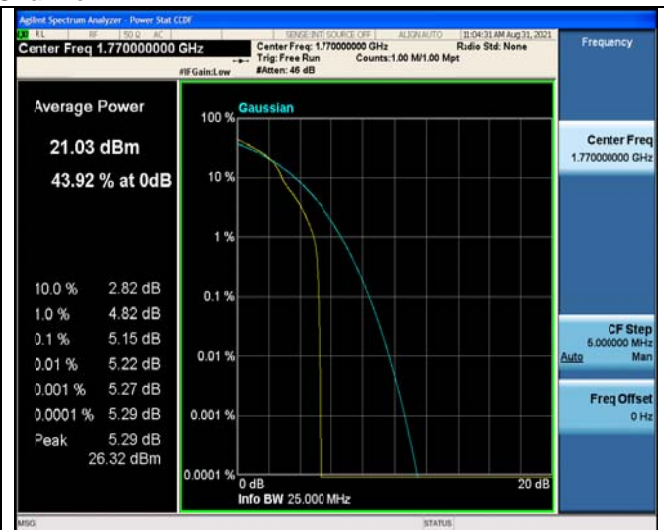 Agilent Spectrum Analyzer - Power Stat CCDF
RL RF 50 Ω AC SENSE:INT SOURCE OFF ALIGN AUTO 11:04:31 AM Aug 31, 2021
Center Freq 1.770000000 GHz Center Freq: 1.770000000 GHz Radio Std: None
Trig: Free Run Counts:1.00 M/1.00 Mpt
#IFGain:Low #Atten: 46 dB
Frequency
Average Power
21.03 dBm
43.92 % at 0dB
10.0 % 2.82 dB
1.0 % 4.82 dB
0.1 % 5.15 dB
0.01 % 5.22 dB
0.001 % 5.27 dB
0.0001 % 5.29 dB
Peak 5.29 dB
26.32 dBm
Gaussian
100 %
10 %
1 %
0.1 %
0.01 %
0.001 %
0.0001 %
0 dB 20 dB
Info BW 25.000 MHz
Center Freq
1.770000000 GHz
CF Step
5.000000 MHz
Auto Man
Freq Offset
0 Hz
MSG STATUS